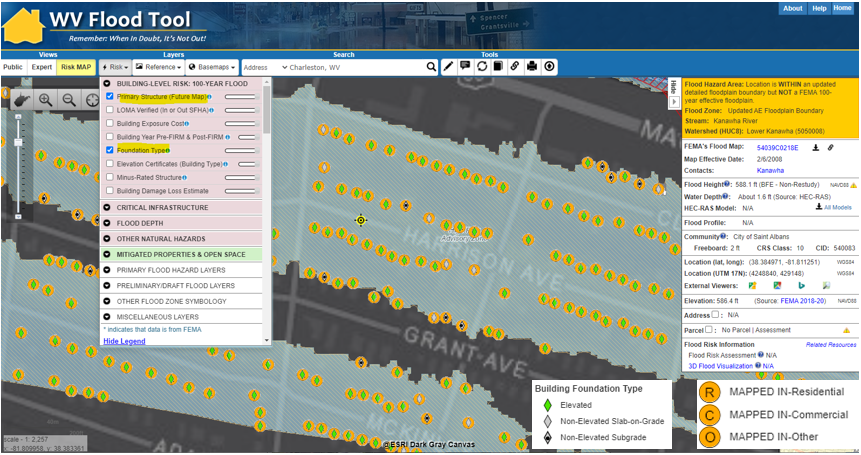 WV Flood Tool
Remember: When In Doubt, It's Not Out!
Spencer
Grantsville
About Help Home
Views Layers Search Tools
Public Expert Risk MAP Risk Reference Basemaps Address Charleston, WV
BUILDING-LEVEL RISK: 100-YEAR FLOOD
Primary Structure (Future Map)
LOMA Verified (In or Out SFHA)
Building Exposure Cost
Building Year Pre-FIRM & Post-FIRM
Foundation Type
Elevation Certificates (Building Type)
Minus-Rated Structure
Building Damage Loss Estimate
CRITICAL INFRASTRUCTURE
FLOOD DEPTH
OTHER NATURAL HAZARDS
MITIGATED PROPERTIES & OPEN SPACE
PRIMARY FLOOD HAZARD LAYERS
PRELIMINARY/DRAFT FLOOD LAYERS
OTHER FLOOD ZONE SYMBOLOGY
MISCELLANEOUS LAYERS
* indicates that data is from FEMA
Hide Legend
HARRISON AVE
Advisory
GRANT-AVE
Hide
Flood Hazard Area: Location is WITHIN an updated
detailed floodplain boundary but NOT a FEMA 100-
year effective floodplain.
Flood Zone: Updated AE Floodplain Boundary
Stream: Kanawha River
Watershed (HUC8): Lower Kanawha (5050008)
FEMA's Flood Map: 54039C0218E
Map Effective Date: 2/6/2008
Contacts: Kanawha
Flood Height: 588.1 ft (BFE - Non-Restudy) NAVD88
Water Depth: About 1.6 ft (Source: HEC-RAS)
HEC-RAS Model: N/A All Models
Flood Profile: N/A
Community: City of Saint Albans
Freeboard: 2 ft CRS Class: 10 CID: 540083
Location (lat, long): (38.384971, -81.811251) WGS84
Location (UTM 17N): (4248840, 429148) WGS84
External Viewers:
Elevation: 586.4 ft (Source: FEMA 2018-20) NAVD88
Address : N/A
Parcel : No Parcel | Assessment
Flood Risk Information Related Resources
Flood Risk Assessment N/A
3D Flood Visualization N/A
Building Foundation Type
Elevated
Non-Elevated Slab-on-Grade
Non-Elevated Subgrade
R MAPPED IN-Residential
C MAPPED IN-Commercial
O MAPPED IN-Other
scale - 1: 2,257
@ESRI Dark Gray Canvas